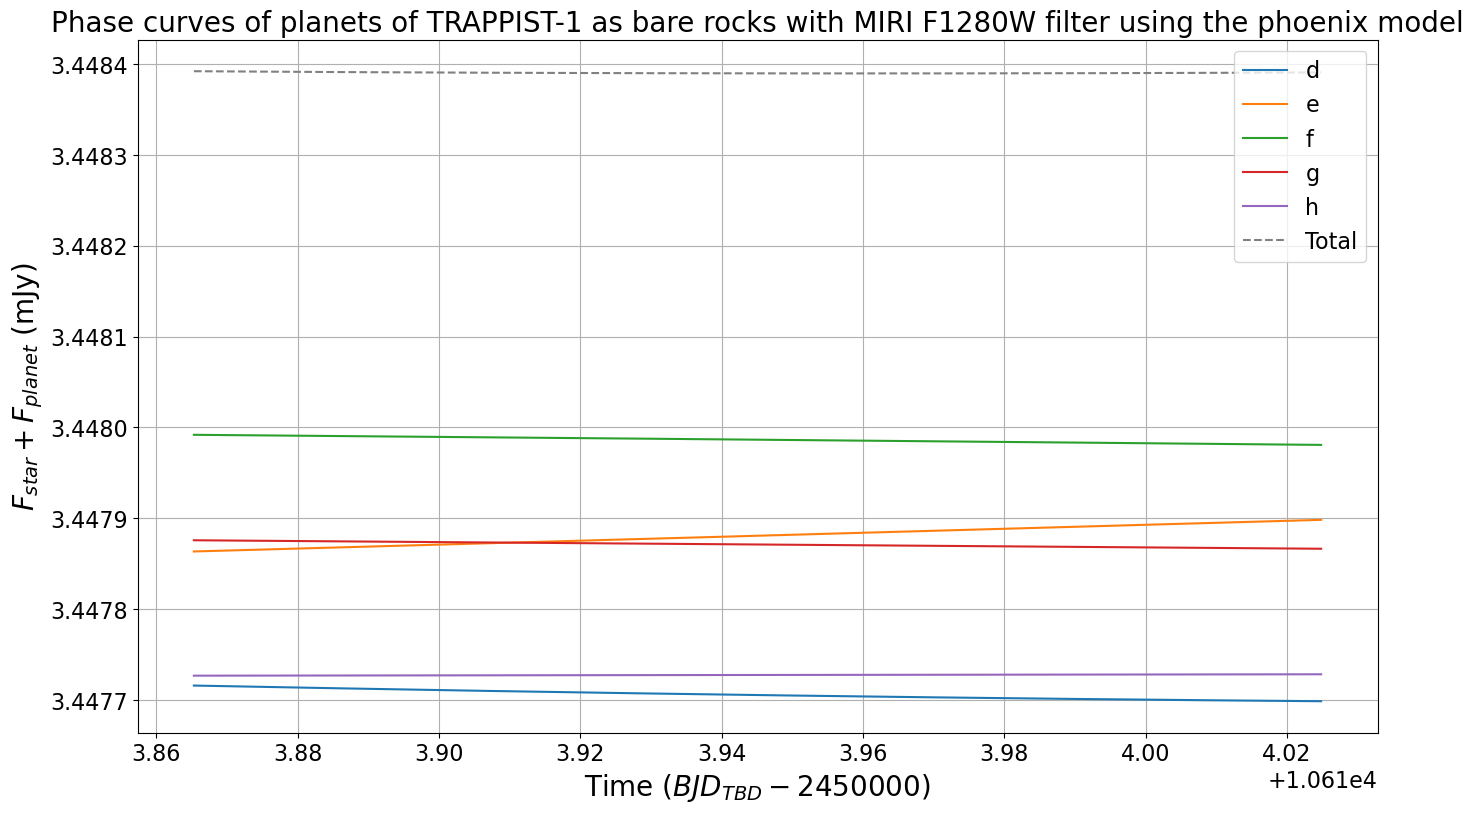 Phase curves of planets of TRAPPIST-1 as bare rocks with MIRI F1280W filter using the phoenix model
3.4484
3.4483
3.4482
3.4481
3.4480
3.4479
3.4478
3.4477
F_star + F_planet (mJy)
d
e
f
g
h
Total
3.86 3.88 3.90 3.92 3.94 3.96 3.98 4.00 4.02
+1.061e4
Time (BJD_TBD − 2450000)